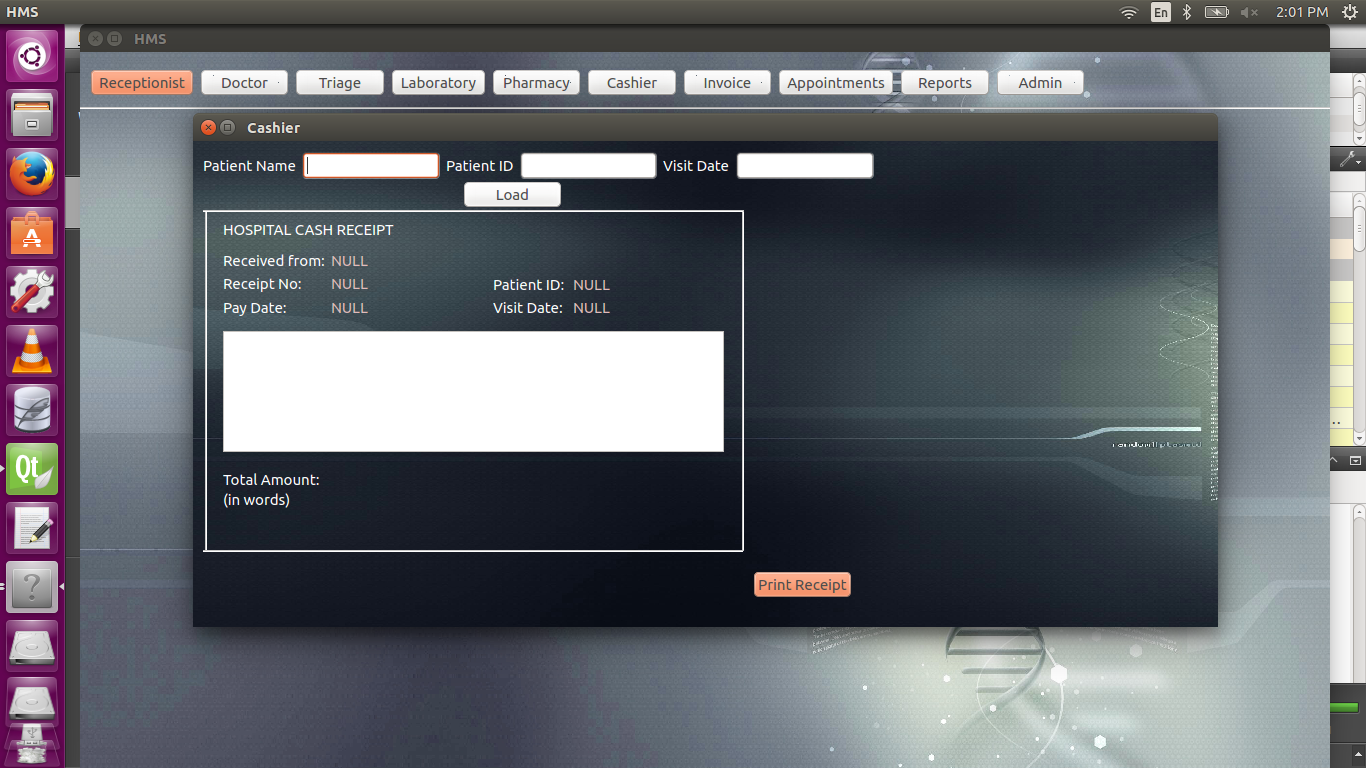 HMS
En
2:01 PM
HMS
Receptionist Doctor Triage Laboratory Pharmacy Cashier Invoice Appointments Reports Admin
Cashier
Patient Name Patient ID Visit Date
Load
HOSPITAL CASH RECEIPT
Received from: NULL
Receipt No: NULL Patient ID: NULL
Pay Date: NULL Visit Date: NULL
Total Amount:
(in words)
Print Receipt
Qt